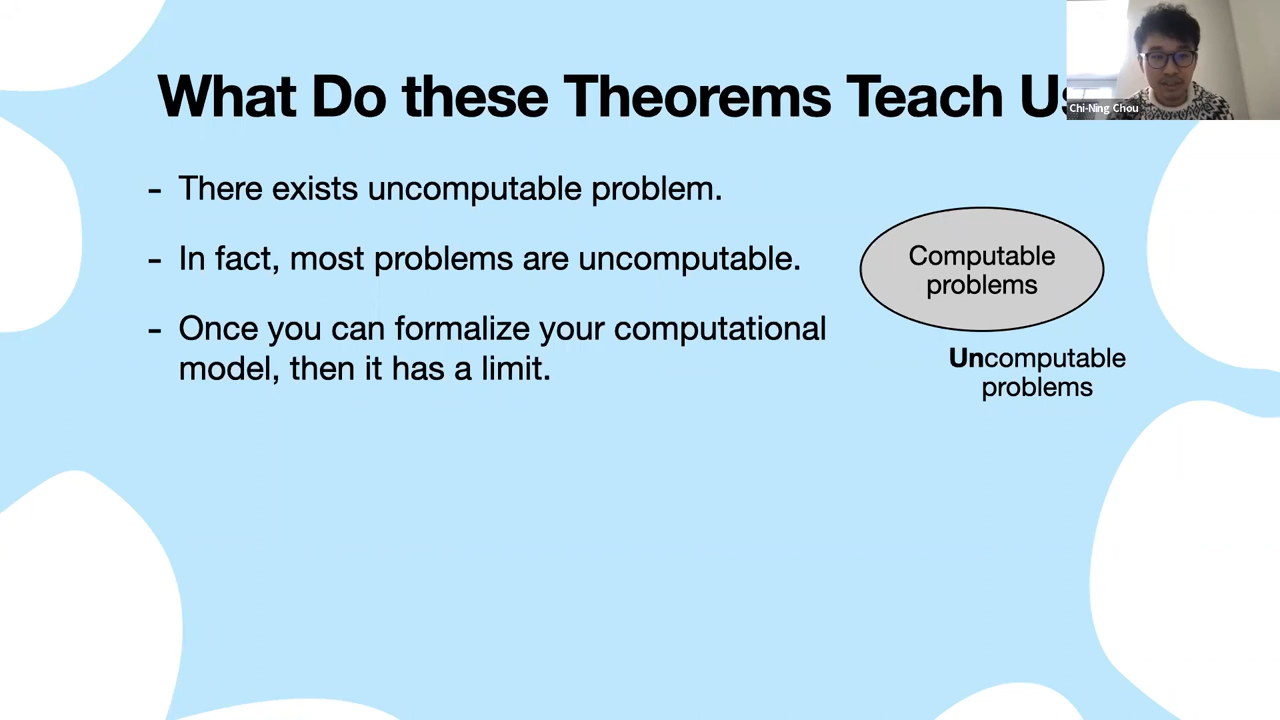 What Do these Theorems Teach Us
Chi-Ning Chou
- There exists uncomputable problem.
- In fact, most problems are uncomputable.
- Once you can formalize your computational
model, then it has a limit.
Computable
problems
Uncomputable
problems